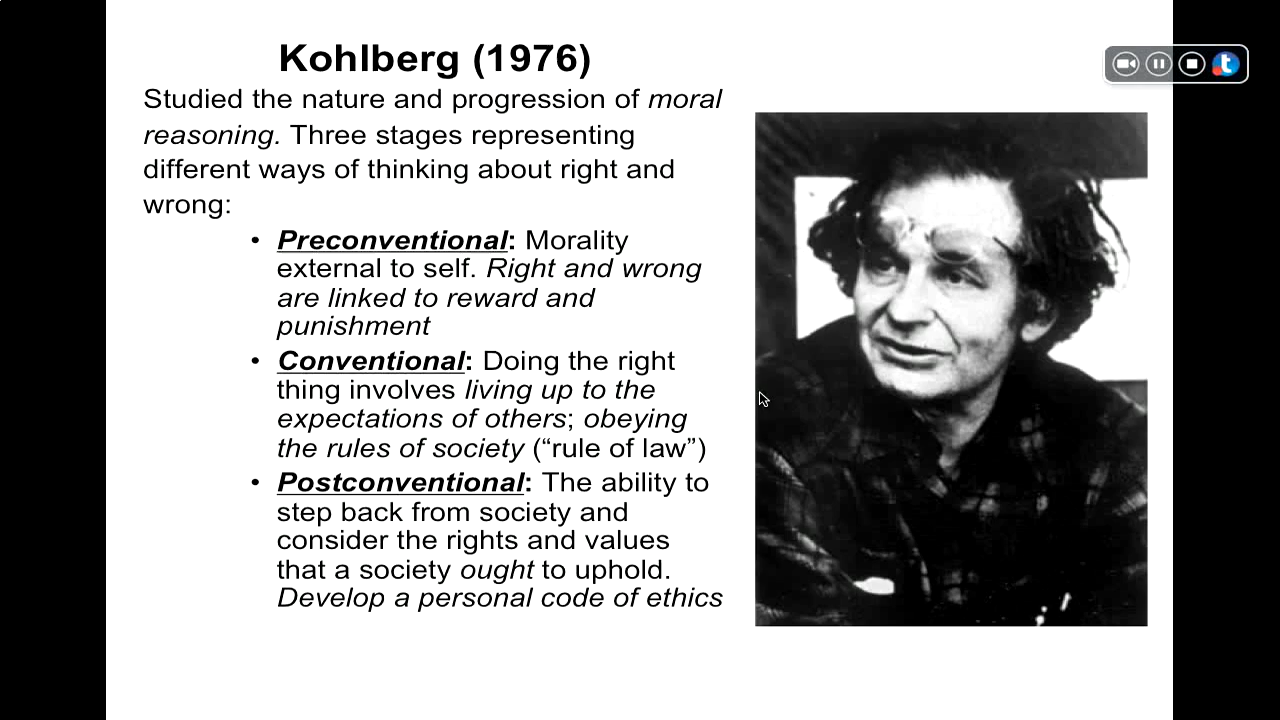 Kohlberg (1976)
Studied the nature and progression of moral
reasoning. Three stages representing
different ways of thinking about right and
wrong:
• Preconventional: Morality
external to self. Right and wrong
are linked to reward and
punishment
• Conventional: Doing the right
thing involves living up to the
expectations of others; obeying
the rules of society (“rule of law”)
• Postconventional: The ability to
step back from society and
consider the rights and values
that a society ought to uphold.
Develop a personal code of ethics
t